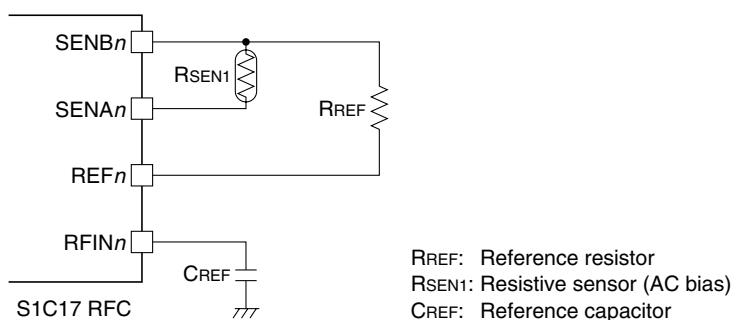 SENBn
RSEN1
SENAn
RREF
REFn
RFINn
CREF
S1C17 RFC
RREF: Reference resistor
RSEN1: Resistive sensor (AC bias)
CREF: Reference capacitor